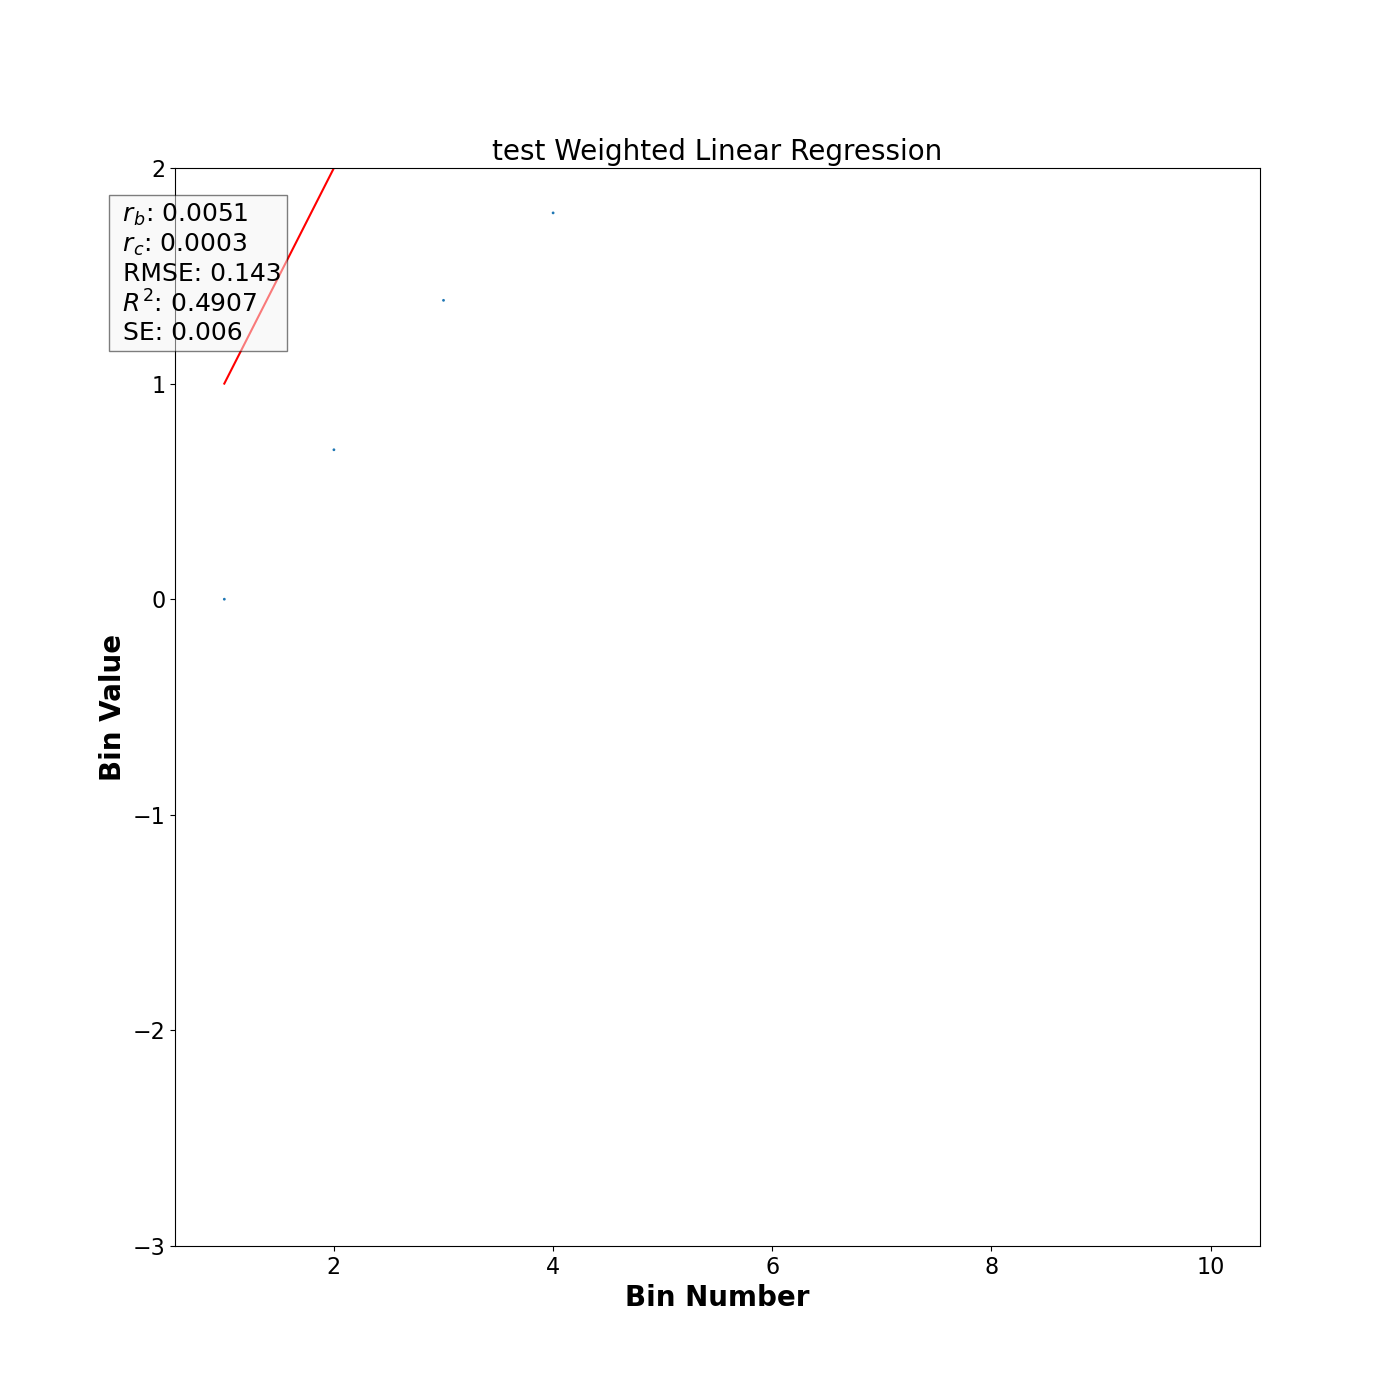 test Weighted Linear Regression
2
r_b: 0.0051
r_c: 0.0003
RMSE: 0.143
R²: 0.4907
SE: 0.006
1
0
Bin Value
−1
−2
−3
2 4 6 8 10
Bin Number